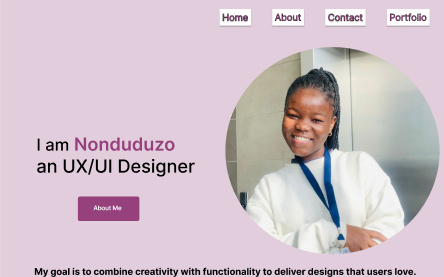 Home About Contact Portfolio
I am Nonduduzo
an UX/UI Designer
About Me
My goal is to combine creativity with functionality to deliver designs that users love.